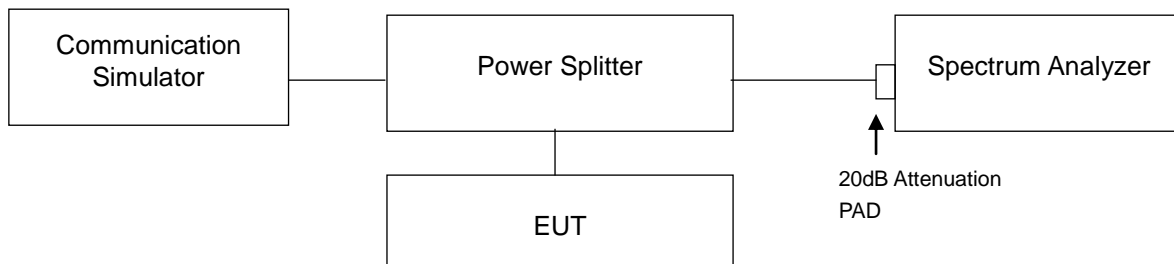 Communication
Simulator
Power Splitter
Spectrum Analyzer
20dB Attenuation
PAD
EUT